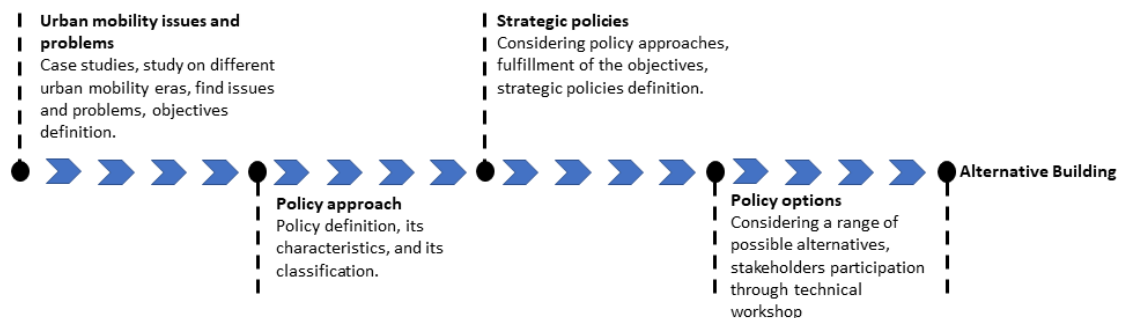 Urban mobility issues and
problems
Case studies, study on different
urban mobility eras, find issues
and problems, objectives
definition.
Strategic policies
Considering policy approaches,
fulfillment of the objectives,
strategic policies definition.
Alternative Building
Policy approach
Policy definition, its
characteristics, and its
classification.
Policy options
Considering a range of
possible alternatives,
stakeholders participation
through technical
workshop